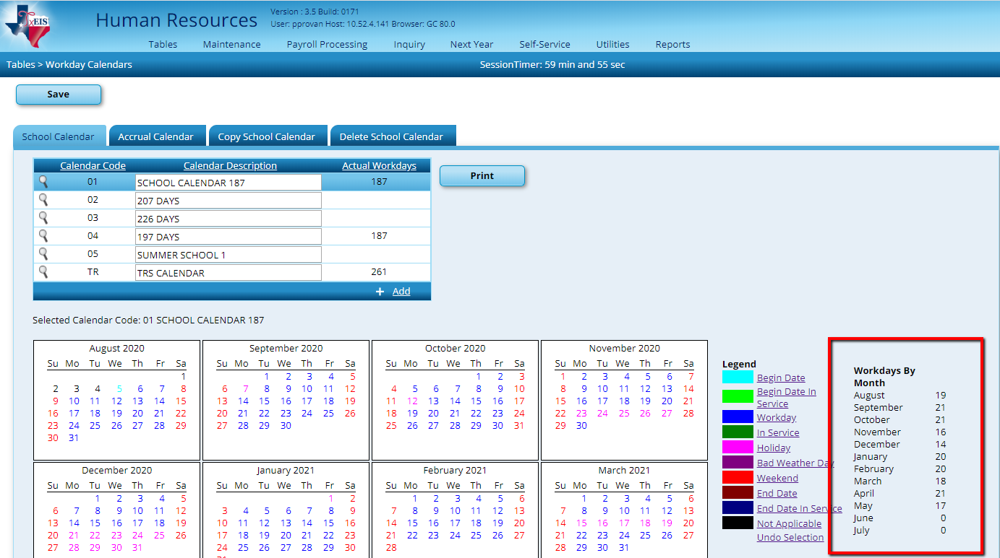 TxEIS
Human Resources
Version : 3.5 Build: 0171
User: pprovan Host: 10.52.4.141 Browser: GC 80.0
Tables Maintenance Payroll Processing Inquiry Next Year Self-Service Utilities Reports
Tables > Workday Calendars SessionTimer: 59 min and 55 sec
Save
School Calendar Accrual Calendar Copy School Calendar Delete School Calendar
Calendar Code Calendar Description Actual Workdays
01 SCHOOL CALENDAR 187 187
02 207 DAYS
03 226 DAYS
04 197 DAYS 187
05 SUMMER SCHOOL 1
TR TRS CALENDAR 261
+ Add
Print
Selected Calendar Code: 01 SCHOOL CALENDAR 187
August 2020
Su Mo Tu We Th Fr Sa
1
2 3 4 5 6 7 8
9 10 11 12 13 14 15
16 17 18 19 20 21 22
23 24 25 26 27 28 29
30 31
September 2020
Su Mo Tu We Th Fr Sa
1 2 3 4 5
6 7 8 9 10 11 12
13 14 15 16 17 18 19
20 21 22 23 24 25 26
27 28 29 30
October 2020
Su Mo Tu We Th Fr Sa
1 2 3
4 5 6 7 8 9 10
11 12 13 14 15 16 17
18 19 20 21 22 23 24
25 26 27 28 29 30 31
November 2020
Su Mo Tu We Th Fr Sa
1 2 3 4 5 6 7
8 9 10 11 12 13 14
15 16 17 18 19 20 21
22 23 24 25 26 27 28
29 30
December 2020
Su Mo Tu We Th Fr Sa
1 2 3 4 5
6 7 8 9 10 11 12
13 14 15 16 17 18 19
20 21 22 23 24 25 26
27 28 29 30 31
January 2021
Su Mo Tu We Th Fr Sa
1 2
3 4 5 6 7 8 9
10 11 12 13 14 15 16
17 18 19 20 21 22 23
24 25 26 27 28 29 30
31
February 2021
Su Mo Tu We Th Fr Sa
1 2 3 4 5 6
7 8 9 10 11 12 13
14 15 16 17 18 19 20
21 22 23 24 25 26 27
28
March 2021
Su Mo Tu We Th Fr Sa
1 2 3 4 5 6
7 8 9 10 11 12 13
14 15 16 17 18 19 20
21 22 23 24 25 26 27
28 29 30 31
Legend
Begin Date
Begin Date In
Service
Workday
In Service
Holiday
Bad Weather Day
Weekend
End Date
End Date In Service
Not Applicable
Undo Selection
Workdays By
Month
August 19
September 21
October 21
November 16
December 14
January 20
February 20
March 18
April 21
May 17
June 0
July 0